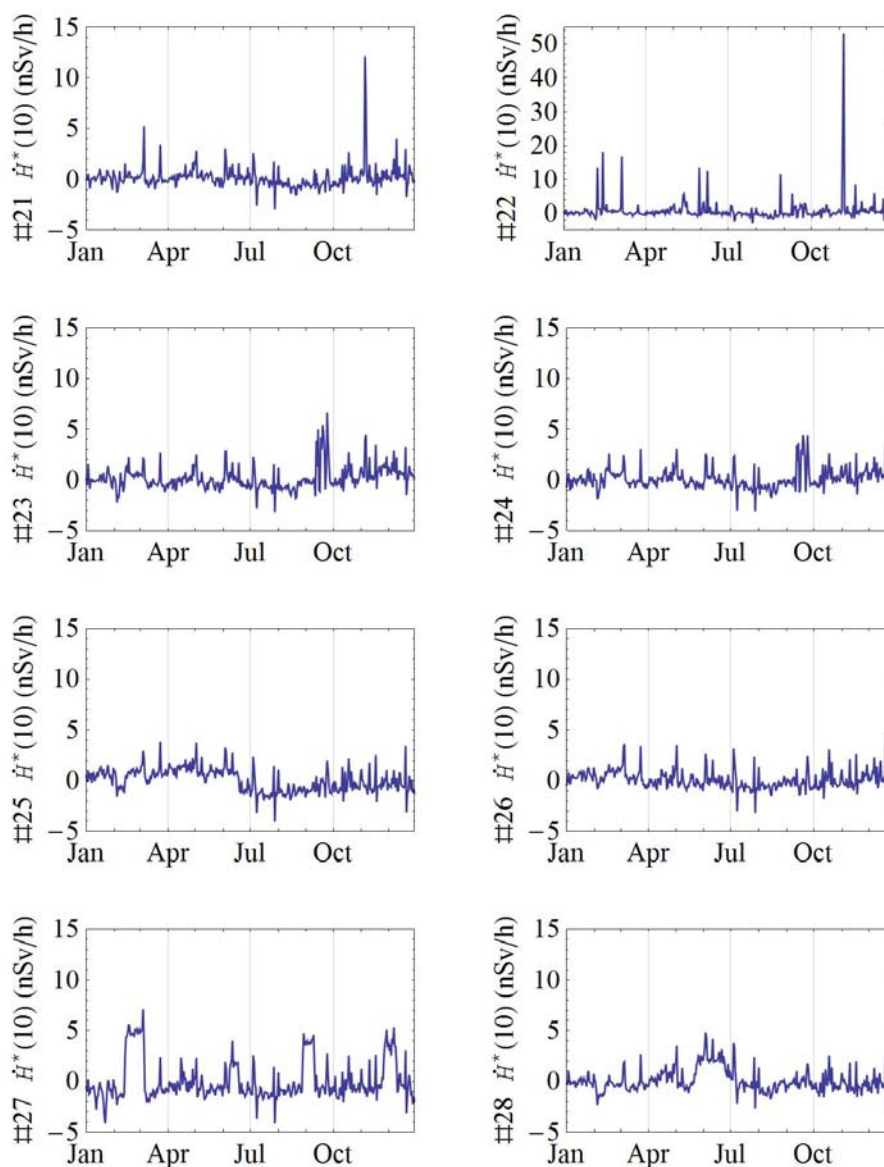 #21 Ḣ*(10) (nSv/h)
15
10
5
0
−5
Jan Apr Jul Oct
#22 Ḣ*(10) (nSv/h)
50
40
30
20
10
0
Jan Apr Jul Oct
#23 Ḣ*(10) (nSv/h)
15
10
5
0
−5
Jan Apr Jul Oct
#24 Ḣ*(10) (nSv/h)
15
10
5
0
−5
Jan Apr Jul Oct
#25 Ḣ*(10) (nSv/h)
15
10
5
0
−5
Jan Apr Jul Oct
#26 Ḣ*(10) (nSv/h)
15
10
5
0
−5
Jan Apr Jul Oct
#27 Ḣ*(10) (nSv/h)
15
10
5
0
−5
Jan Apr Jul Oct
#28 Ḣ*(10) (nSv/h)
15
10
5
0
−5
Jan Apr Jul Oct